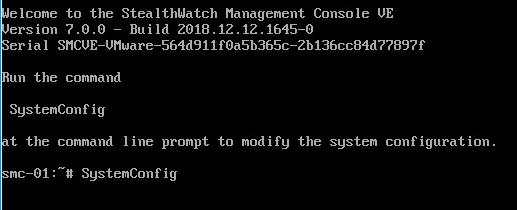 Welcome to the StealthWatch Management Console VE
Version 7.0.0 - Build 2018.12.12.1645-0
Serial SMCVE-VMware-564d911f0a5b365c-2b136cc84d77897f
Run the command
SystemConfig
at the command line prompt to modify the system configuration.
smc-01:~# SystemConfig